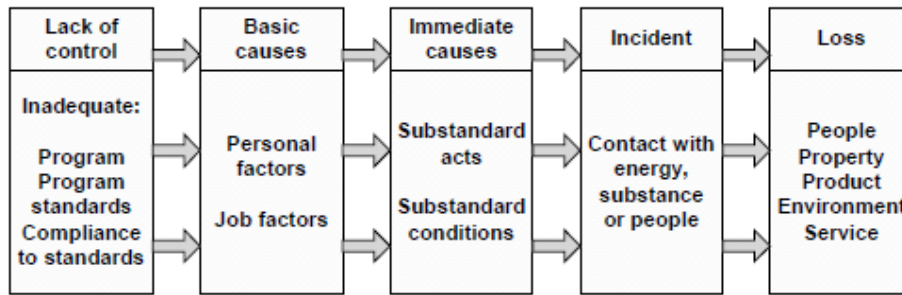 Lack of
control
Inadequate:
Program
Program
standards
Compliance
to standards
Basic
causes
Personal
factors
Job factors
Immediate
causes
Substandard
acts
Substandard
conditions
Incident
Contact with
energy,
substance
or people
Loss
People
Property
Product
Environment
Service